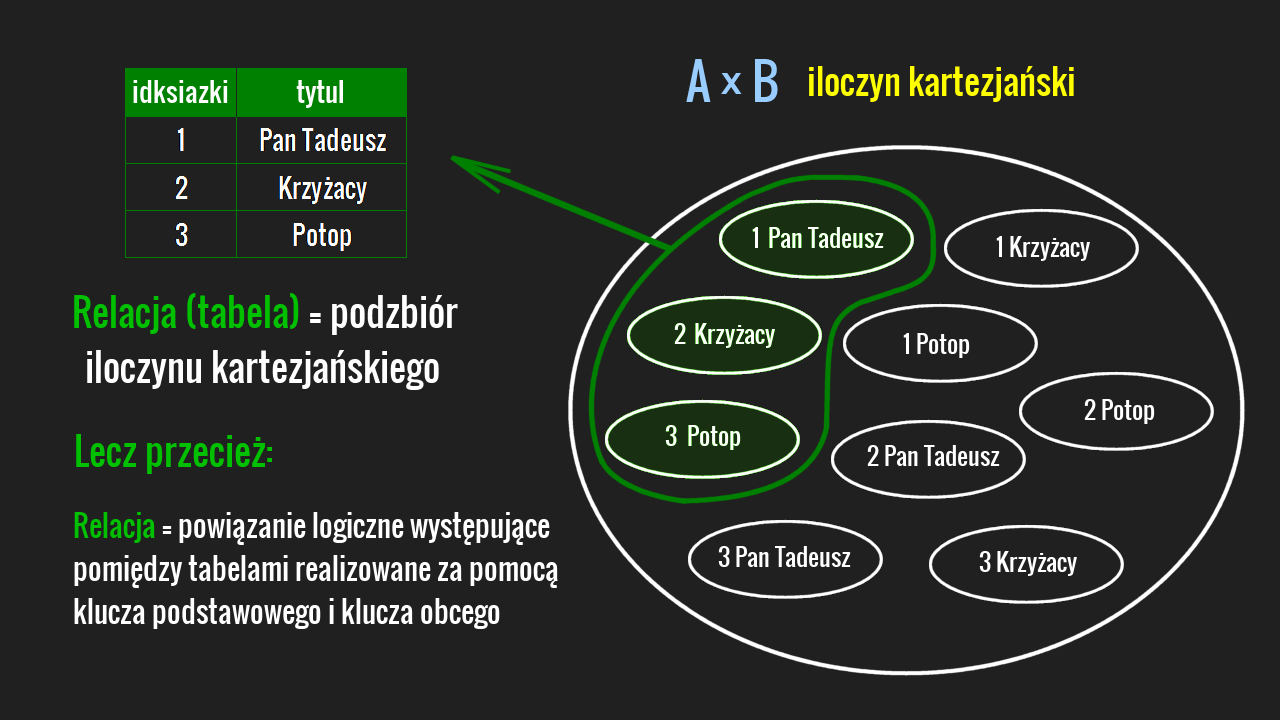 idksiazki tytul
1 Pan Tadeusz
2 Krzyżacy
3 Potop
Relacja (tabela) = podzbiór
iloczynu kartezjańskiego
Lecz przecież:
Relacja = powiązanie logiczne występujące
pomiędzy tabelami realizowane za pomocą
klucza podstawowego i klucza obcego
A x B iloczyn kartezjański
1 Pan Tadeusz
1 Krzyżacy
2 Krzyżacy
1 Potop
2 Potop
3 Potop
2 Pan Tadeusz
3 Pan Tadeusz
3 Krzyżacy